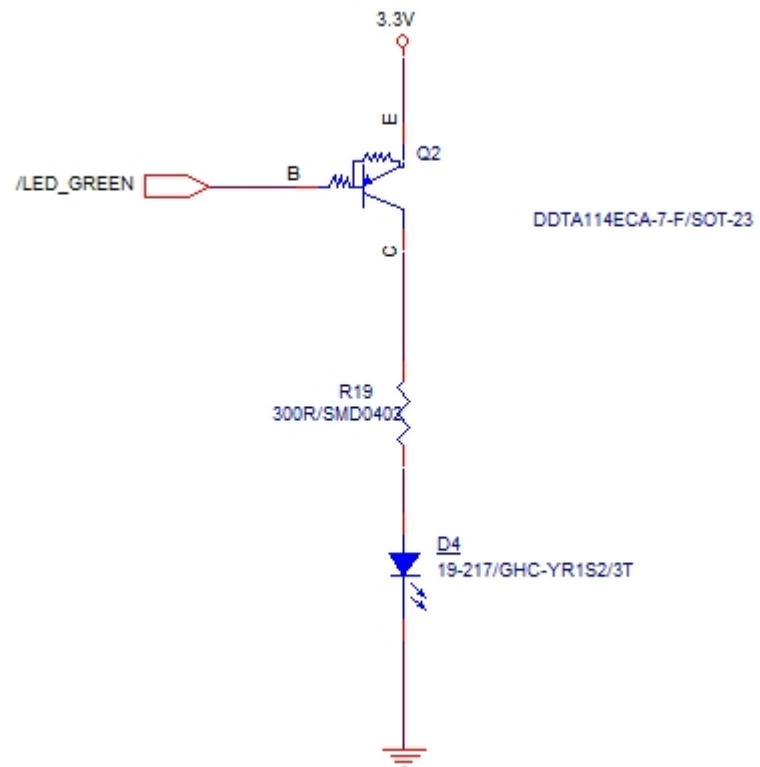 3.3V
E
Q2
B
/LED_GREEN
DDTA114ECA-7-F/SOT-23
C
R19
300R/SMD0402
D4
19-217/GHC-YR1S2/3T